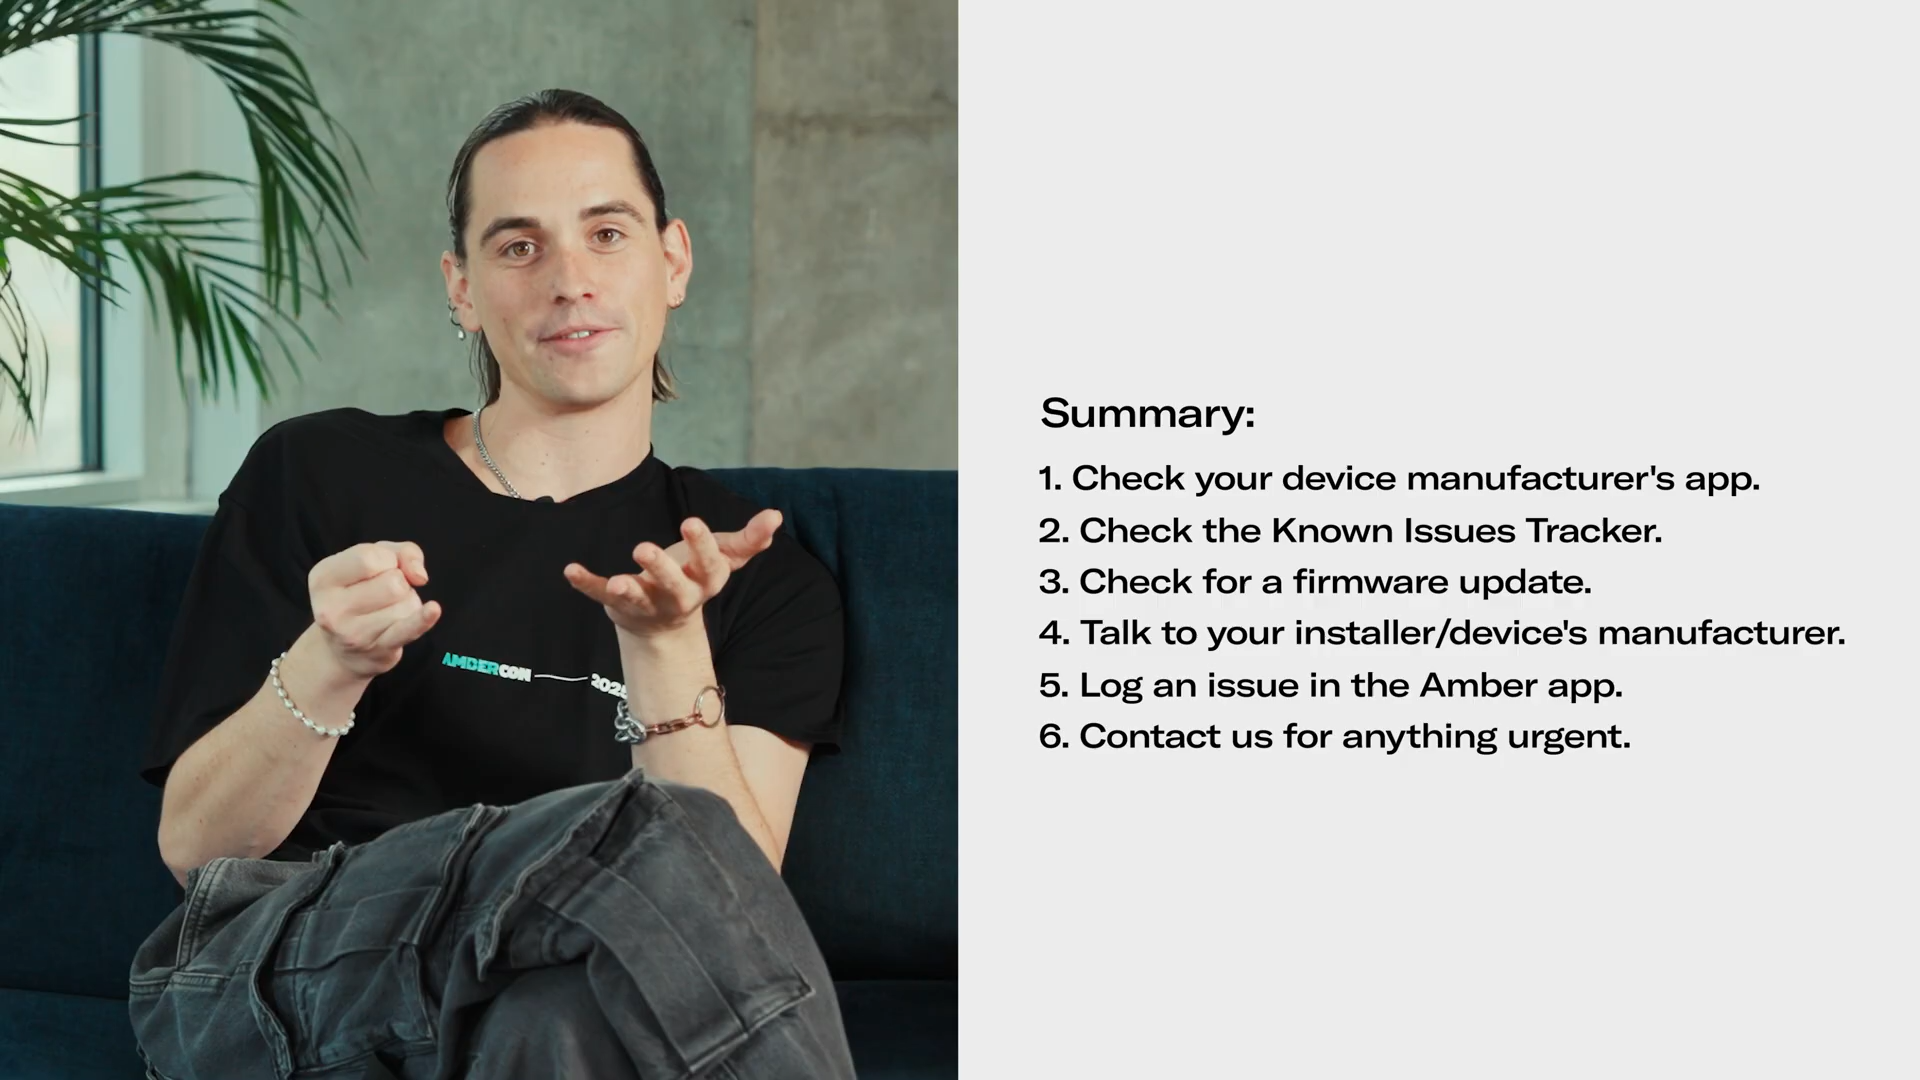 AMBERCON 2025
Summary:
1. Check your device manufacturer's app.
2. Check the Known Issues Tracker.
3. Check for a firmware update.
4. Talk to your installer/device's manufacturer.
5. Log an issue in the Amber app.
6. Contact us for anything urgent.